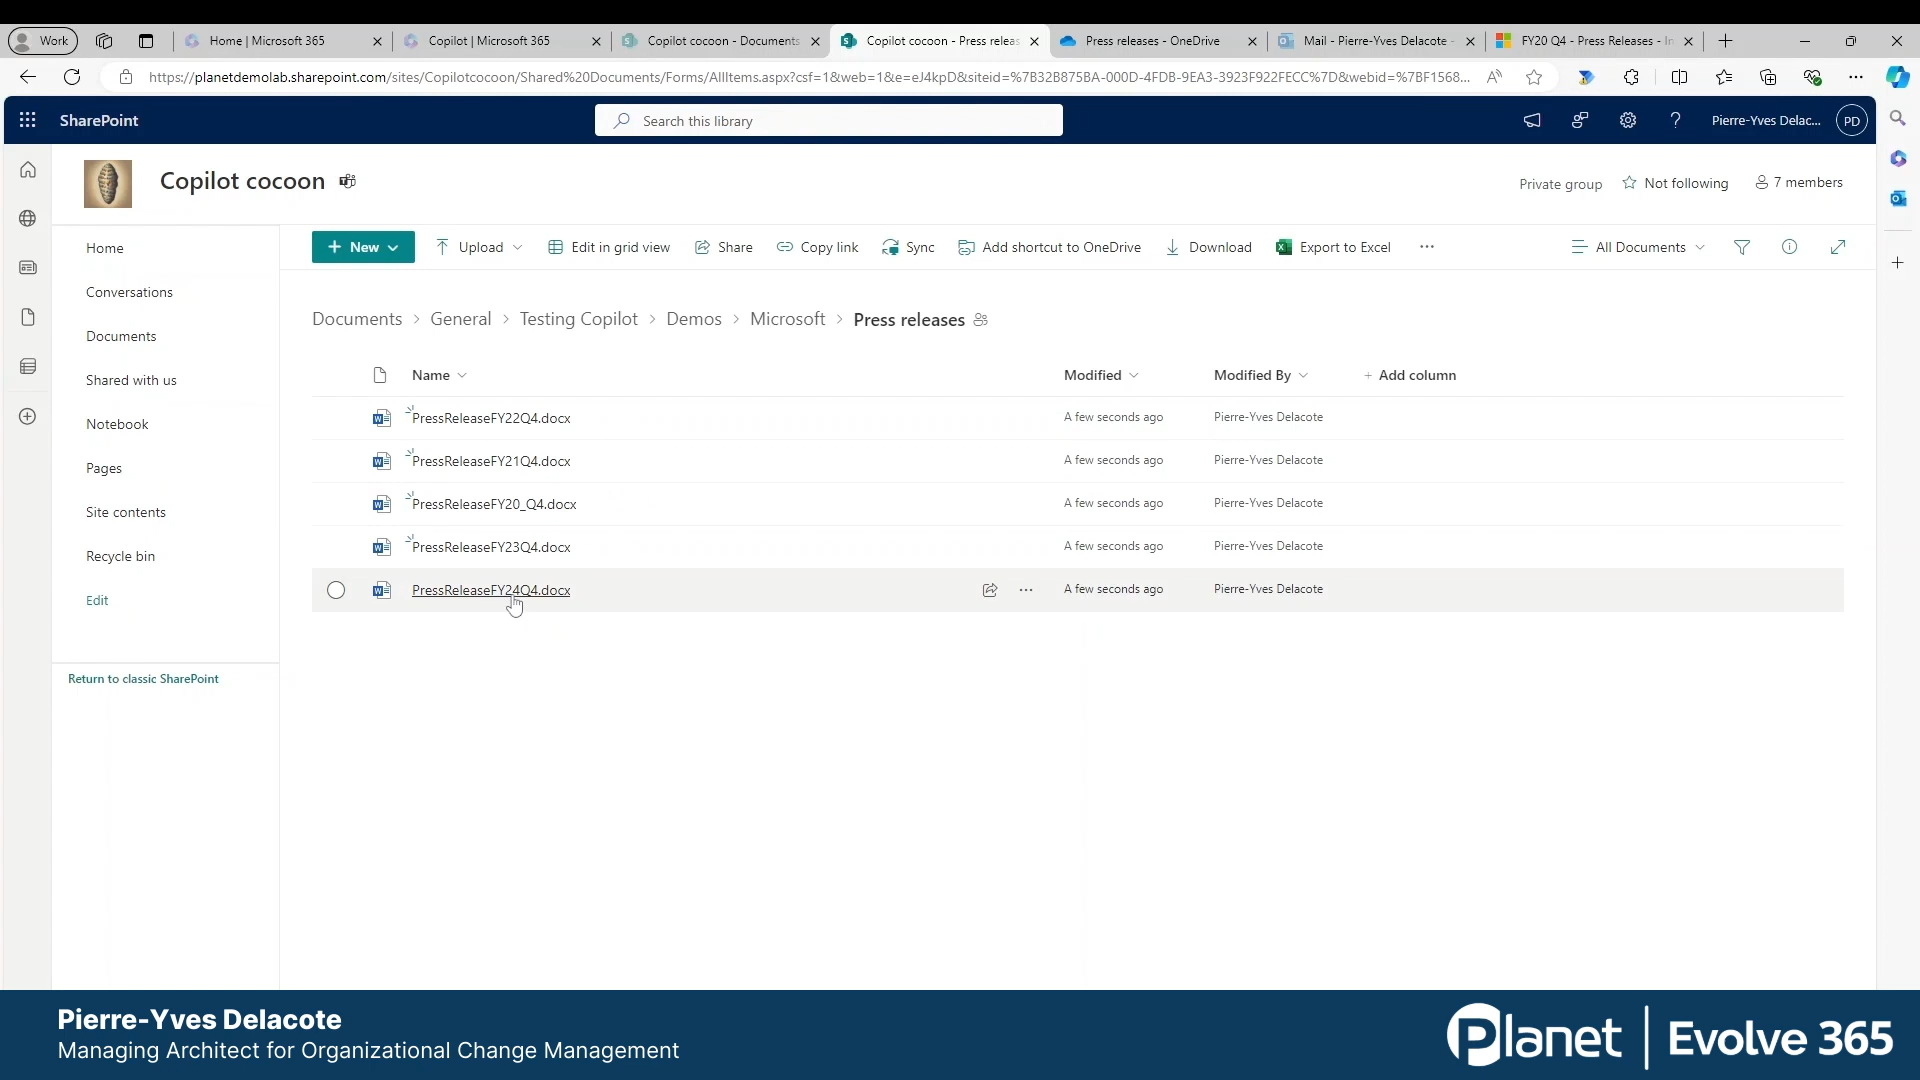 Work
Home | Microsoft 365
Copilot | Microsoft 365
Copilot cocoon - Documents
Copilot cocoon - Press releas
Press releases - OneDrive
Mail - Pierre-Yves Delacote -
FY20 Q4 - Press Releases - In
https://planetdemolab.sharepoint.com/sites/Copilotcocoon/Shared%20Documents/Forms/AllItems.aspx?csf=1&web=1&e=eJ4kpD&siteid=%7B32B875BA-000D-4FDB-9EA3-3923F922FECC%7D&webid=%7BF1568...
SharePoint
Search this library
Pierre-Yves Delac...
PD
Copilot cocoon
Private group
Not following
7 members
Home
Conversations
Documents
Shared with us
Notebook
Pages
Site contents
Recycle bin
Edit
Return to classic SharePoint
New
Upload
Edit in grid view
Share
Copy link
Sync
Add shortcut to OneDrive
Download
Export to Excel
All Documents
Documents > General > Testing Copilot > Demos > Microsoft > Press releases
Name Modified Modified By + Add column
PressReleaseFY22Q4.docx A few seconds ago Pierre-Yves Delacote
PressReleaseFY21Q4.docx A few seconds ago Pierre-Yves Delacote
PressReleaseFY20_Q4.docx A few seconds ago Pierre-Yves Delacote
PressReleaseFY23Q4.docx A few seconds ago Pierre-Yves Delacote
PressReleaseFY24Q4.docx A few seconds ago Pierre-Yves Delacote
Pierre-Yves Delacote
Managing Architect for Organizational Change Management
Planet | Evolve 365